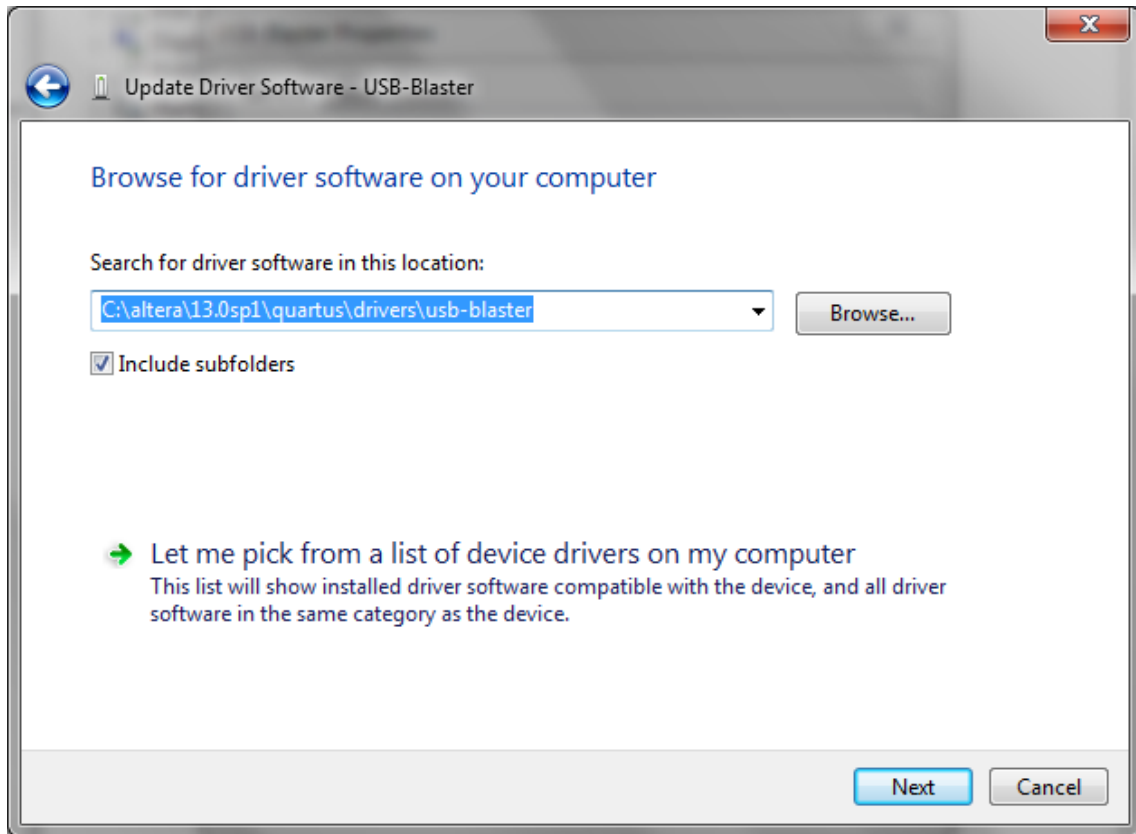 Update Driver Software - USB-Blaster
Browse for driver software on your computer
Search for driver software in this location:
C:\altera\13.0sp1\quartus\drivers\usb-blaster
Browse...
Include subfolders
Let me pick from a list of device drivers on my computer
This list will show installed driver software compatible with the device, and all driver
software in the same category as the device.
Next
Cancel